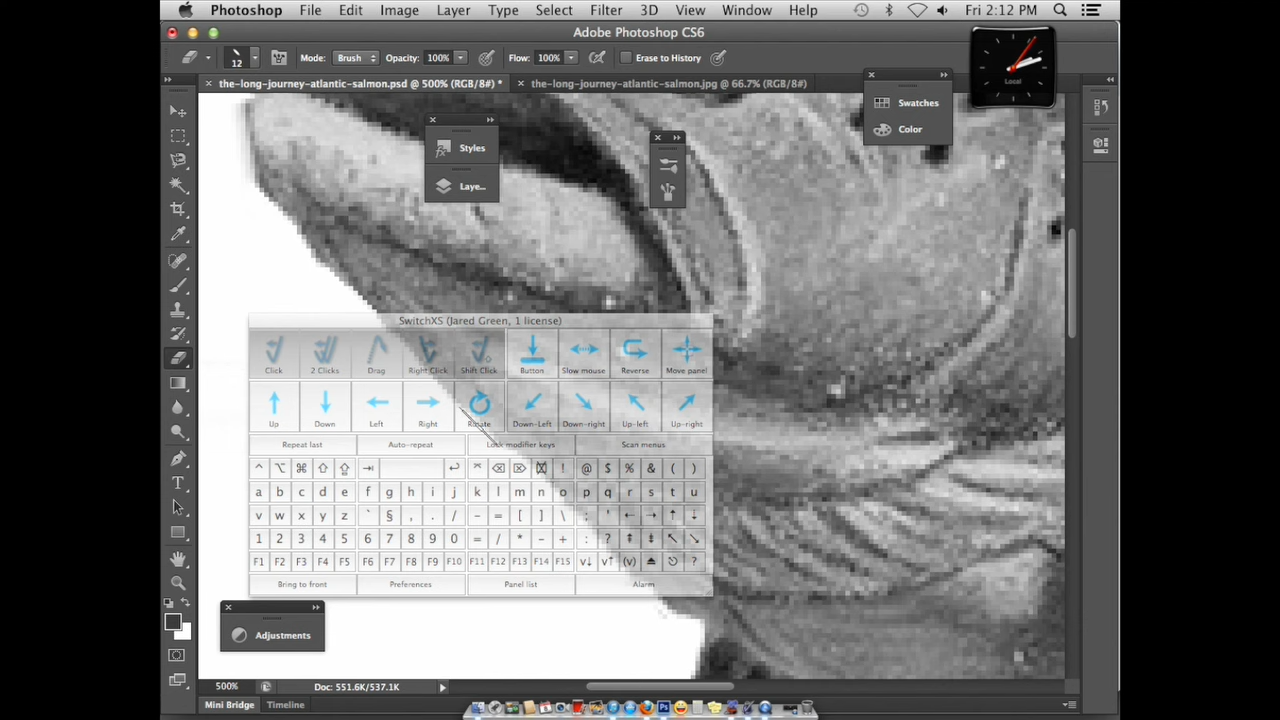 Photoshop File Edit Image Layer Type Select Filter 3D View Window Help Fri 2:12 PM
Adobe Photoshop CS6
12 Mode: Brush Opacity: 100% Flow: 100% Erase to History
the-long-journey-atlantic-salmon.psd @ 500% (RGB/8#) * the-long-journey-atlantic-salmon.jpg @ 66.7% (RGB/8#)
Local
Swatches
Color
Styles
Laye...
SwitchXS (Jared Green, 1 license)
Click 2 Clicks Drag Right Click Shift Click Button Slow mouse Reverse Move panel
Up Down Left Right Rotate Down-Left Down-right Up-left Up-right
Repeat last Auto-repeat Lock modifier keys Scan menus
^ ⌥ ⌘ ⇧ ⇪ ⇥ ↩ ⌤ ⌫ ⌦ ! @ $ % & ( )
a b c d e f g h i j k l m n o p q r s t u
v w x y z ` § , . / - = [ ] \ ; ' ← → ↑ ↓
1 2 3 4 5 6 7 8 9 0 = / * - + : ? ⇞ ⇟ ↖ ↘
F1 F2 F3 F4 F5 F6 F7 F8 F9 F10 F11 F12 F13 F14 F15 v↓ v↑ (v) ⏏ ?
Bring to front Preferences Panel list Alarm
Adjustments
500% Doc: 551.6K/537.1K
Mini Bridge Timeline